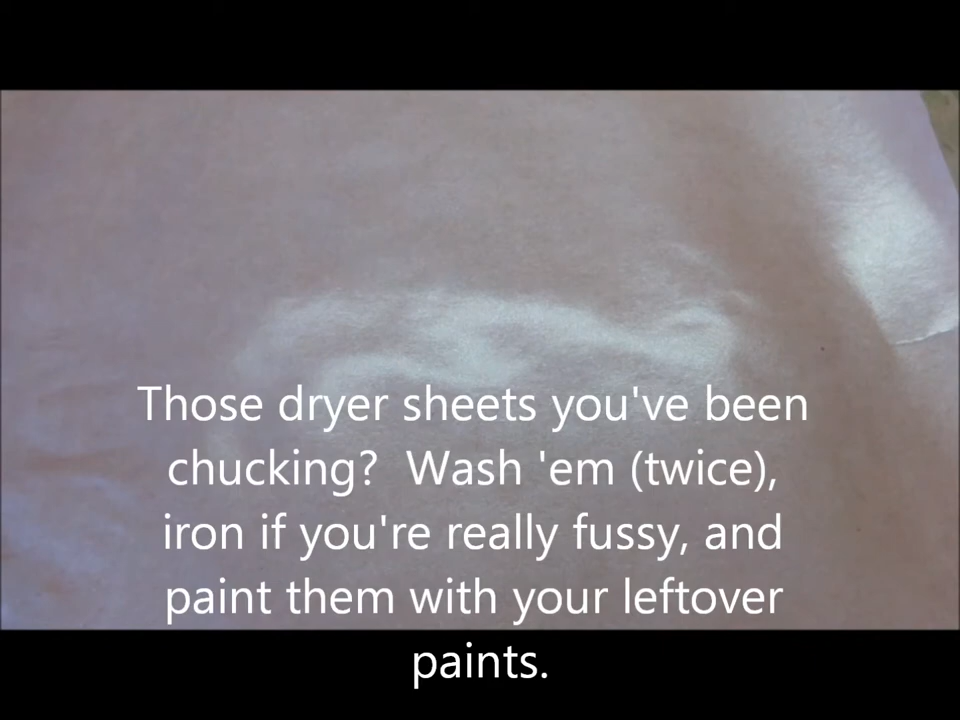 Those dryer sheets you've been
chucking?  Wash 'em (twice),
iron if you're really fussy, and
paint them with your leftover
paints.